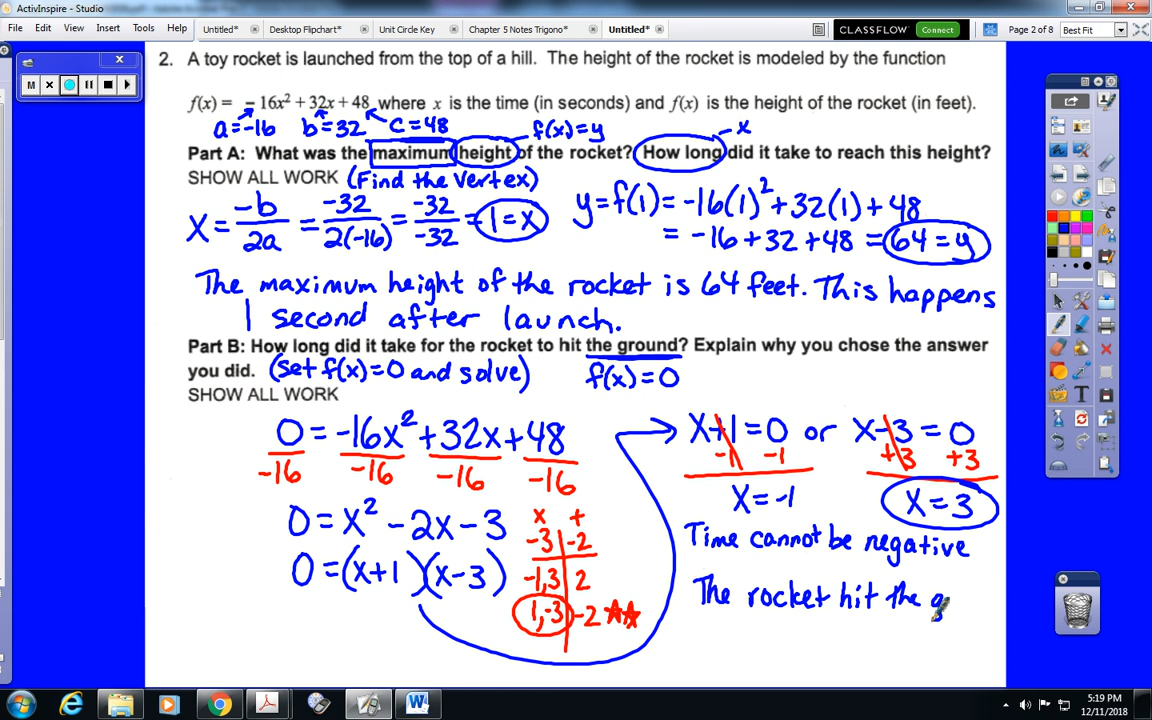 ActivInspire - Studio
File Edit View Insert Tools Help
Untitled* Desktop Flipchart* Unit Circle Key Chapter 5 Notes Trigono* Untitled* CLASSFLOW Connect Page 2 of 8 Best Fit
2. A toy rocket is launched from the top of a hill. The height of the rocket is modeled by the function
f(x) = − 16x² + 32x + 48 where x is the time (in seconds) and f(x) is the height of the rocket (in feet).
a=-16 b=32 c=48 f(x)=y x
Part A: What was the maximum height of the rocket? How long did it take to reach this height?
SHOW ALL WORK (Find the vertex)
X = -b/2a = -32/2(-16) = -32/-32 = 1=x
y=f(1) = -16(1)²+32(1)+48
= -16+32+48 = 64=y
The maximum height of the rocket is 64 feet. This happens
1 second after launch.
Part B: How long did it take for the rocket to hit the ground? Explain why you chose the answer
you did. (set f(x)=0 and solve) f(x)=0
SHOW ALL WORK
0 = -16x²+32x+48
-16 -16 -16 -16
0 = x² -2x-3
0 = (x+1)(x-3)
x +
-3 -2
-1,3 2
1,-3 -2
x+1=0 or x-3=0
-1 -1 +3 +3
x=-1 x=3
Time cannot be negative
The rocket hit the g
M
5:19 PM
12/11/2018